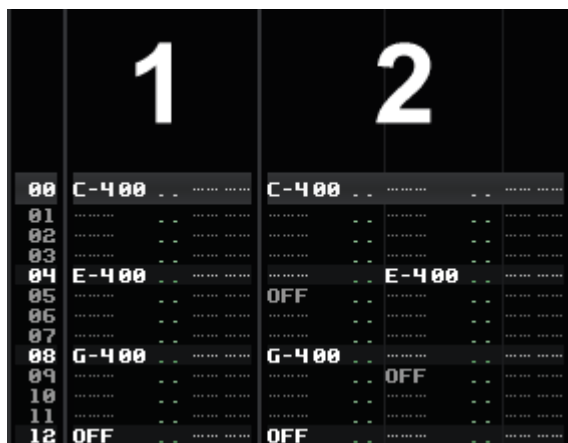 1 2
00 C-400 .. ...... ...... C-400 .. ...... .. ...... ......
01 ...... .. ...... ...... ...... .. ...... .. ...... ......
02 ...... .. ...... ...... ...... .. ...... .. ...... ......
03 ...... .. ...... ...... ...... .. ...... .. ...... ......
04 E-400 .. ...... ...... ...... .. E-400 .. ...... ......
05 ...... .. ...... ...... OFF .. ...... .. ...... ......
06 ...... .. ...... ...... ...... .. ...... .. ...... ......
07 ...... .. ...... ...... ...... .. ...... .. ...... ......
08 G-400 .. ...... ...... G-400 .. ...... .. ...... ......
09 ...... .. ...... ...... ...... .. OFF .. ...... ......
10 ...... .. ...... ...... ...... .. ...... .. ...... ......
11 ...... .. ...... ...... ...... .. ...... .. ...... ......
12 OFF .. ...... ...... OFF .. ...... .. ...... ......